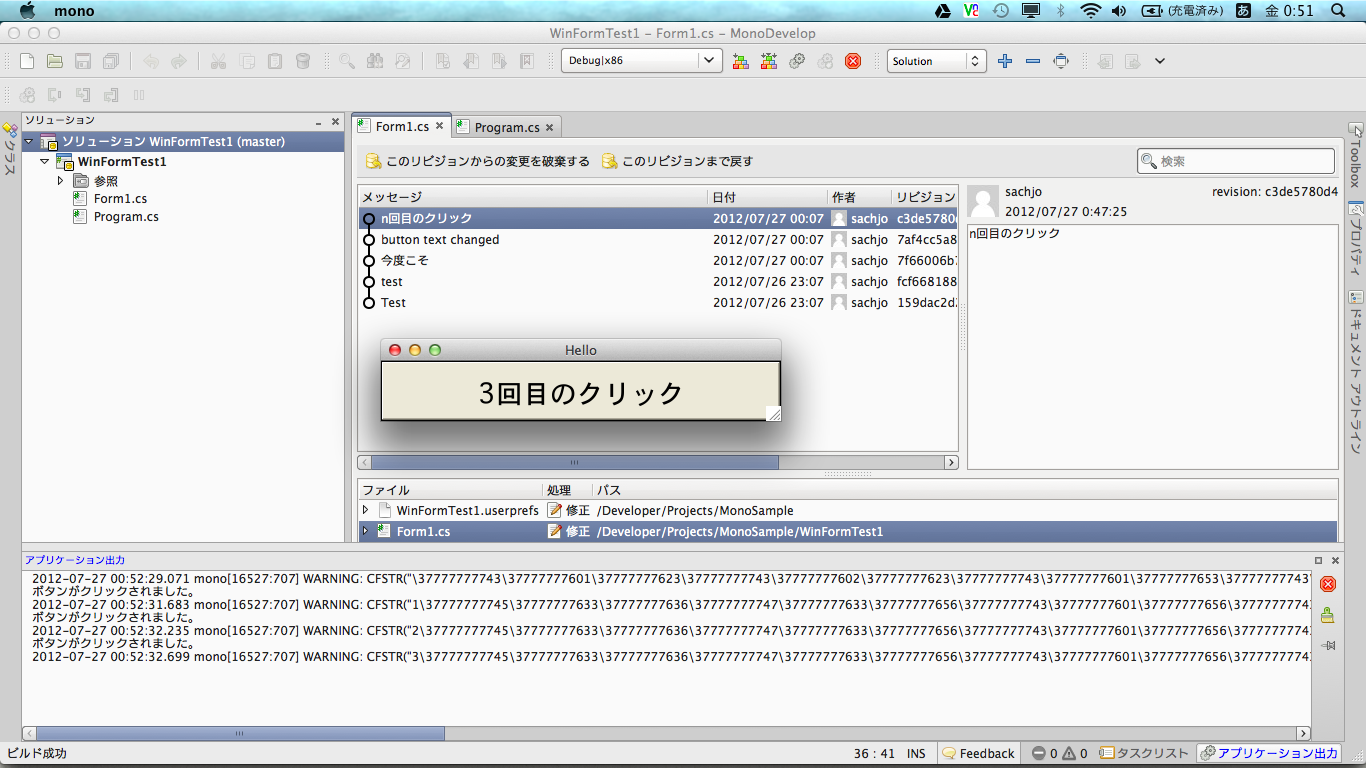 mono
(充電済み) あ 金 0:51
WinFormTest1 – Form1.cs – MonoDevelop
Debug|x86
Solution
ソリューション
Form1.cs
Program.cs
クラス
ソリューション WinFormTest1 (master)
WinFormTest1
参照
Form1.cs
Program.cs
このリビジョンからの変更を破棄する このリビジョンまで戻す
検索
メッセージ 日付 作者 リビジョン
n回目のクリック 2012/07/27 00:07 sachjo c3de5780
button text changed 2012/07/27 00:07 sachjo 7af4cc5a8
今度こそ 2012/07/27 00:07 sachjo 7f66006b
test 2012/07/26 23:07 sachjo fcf668188
Test 2012/07/26 23:07 sachjo 159dac2d
sachjo revision: c3de5780d4
2012/07/27 0:47:25
n回目のクリック
Toolbox
プロパティ
ドキュメント アウトライン
Hello
3回目のクリック
ファイル 処理 パス
WinFormTest1.userprefs 修正 /Developer/Projects/MonoSample
Form1.cs 修正 /Developer/Projects/MonoSample/WinFormTest1
アプリケーション出力
2012-07-27 00:52:29.071 mono[16527:707] WARNING: CFSTR("\37777777743\37777777601\37777777623\37777777743\37777777602\37777777623\37777777743\37777777601\37777777653\37777777743\
ボタンがクリックされました。
2012-07-27 00:52:31.683 mono[16527:707] WARNING: CFSTR("1\37777777745\37777777633\37777777636\37777777747\37777777633\37777777656\37777777743\37777777601\37777777656\3777777774
ボタンがクリックされました。
2012-07-27 00:52:32.235 mono[16527:707] WARNING: CFSTR("2\37777777745\37777777633\37777777636\37777777747\37777777633\37777777656\37777777743\37777777601\37777777656\3777777774
ボタンがクリックされました。
2012-07-27 00:52:32.699 mono[16527:707] WARNING: CFSTR("3\37777777745\37777777633\37777777636\37777777747\37777777633\37777777656\37777777743\37777777601\37777777656\3777777774
ビルド成功
36 : 41 INS Feedback 0 0 タスクリスト アプリケーション出力